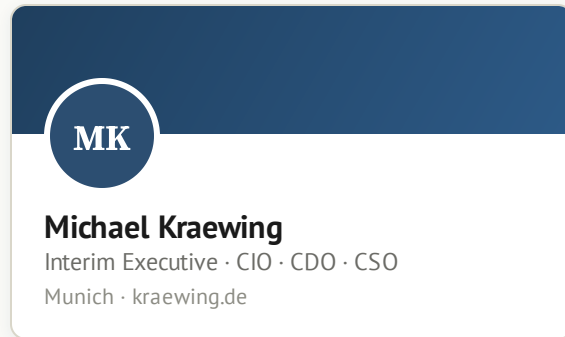 MK
Michael Kraewing
Interim Executive · CIO · CDO · CSO
Munich · kraewing.de